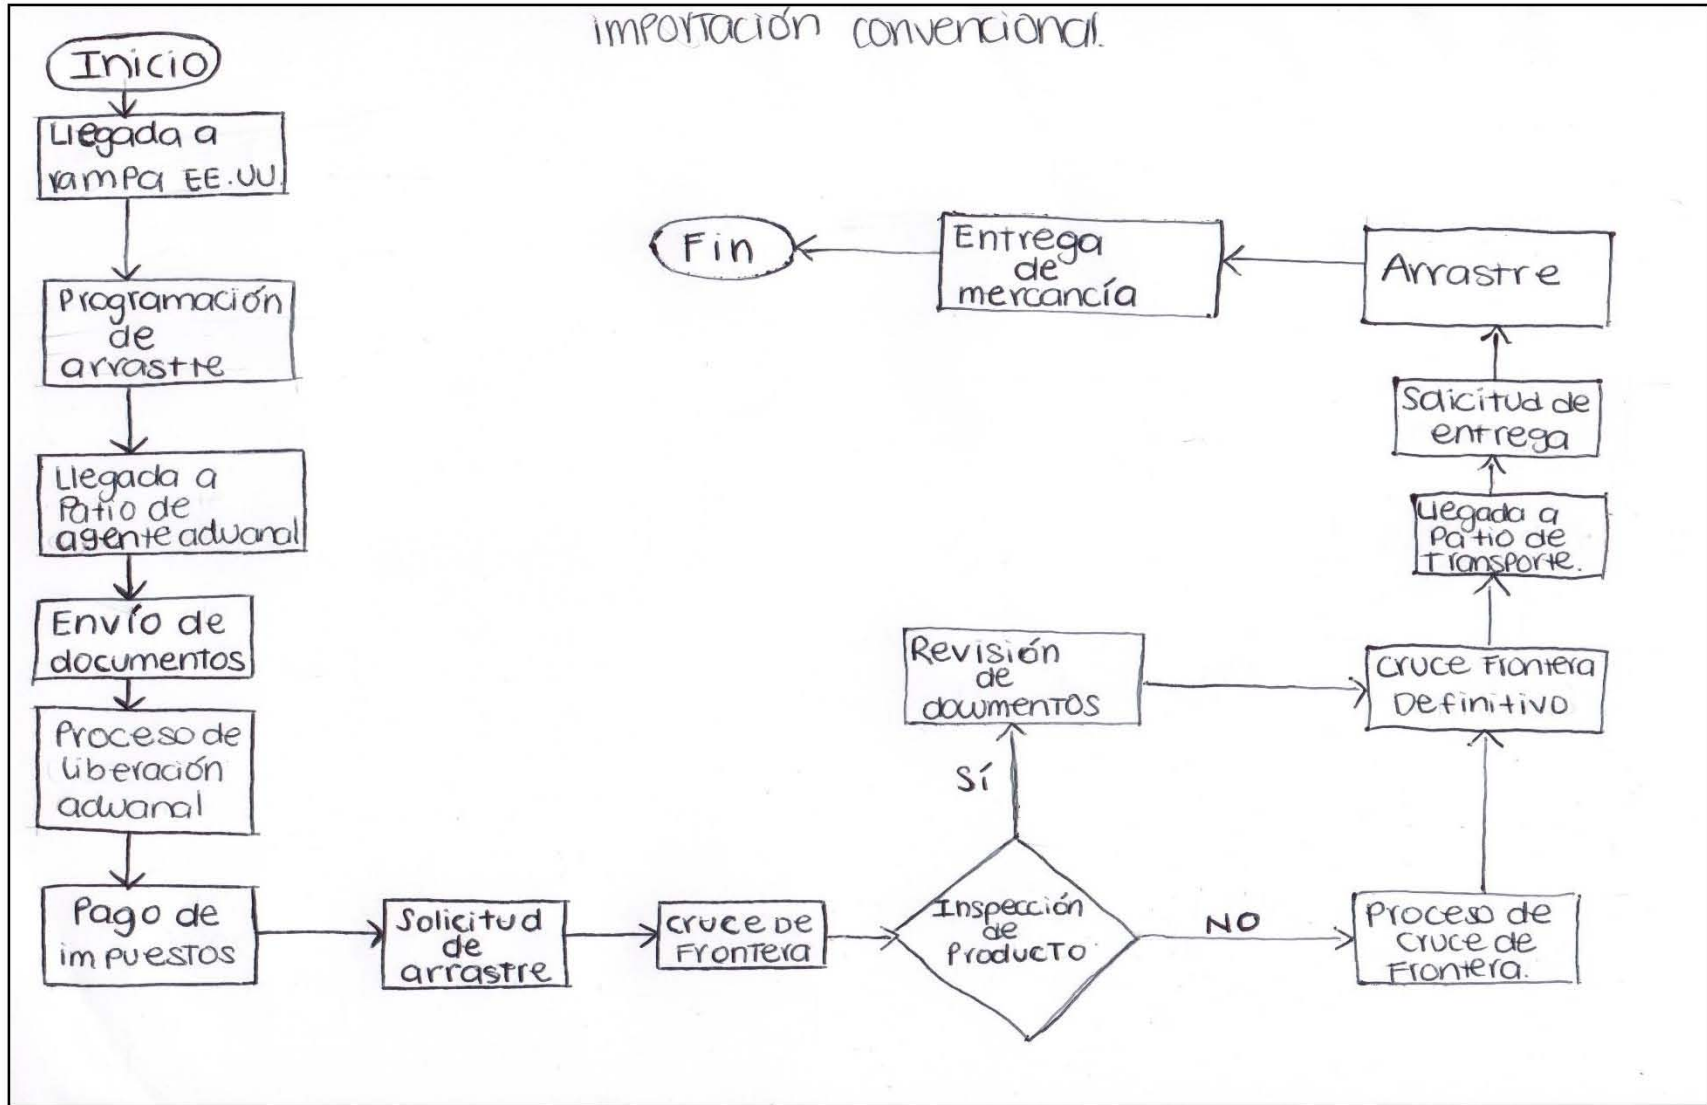 importación convencional.
Inicio
Llegada a
rampa EE.UU.
Programación
de
arrastre
Llegada a
Patio de
agente aduanal
Envío de
documentos
Proceso de
liberación
aduanal
Pago de
impuestos
Solicitud
de
arrastre
Cruce De
Frontera
Inspección
de
Producto
Sí
NO
Revisión
de
documentos
Proceso de
cruce de
Frontera.
Cruce Frontera
Definitivo
Llegada a
Patio de
Transporte.
Solicitud de
entrega
Arrastre
Entrega
de
mercancía
Fin